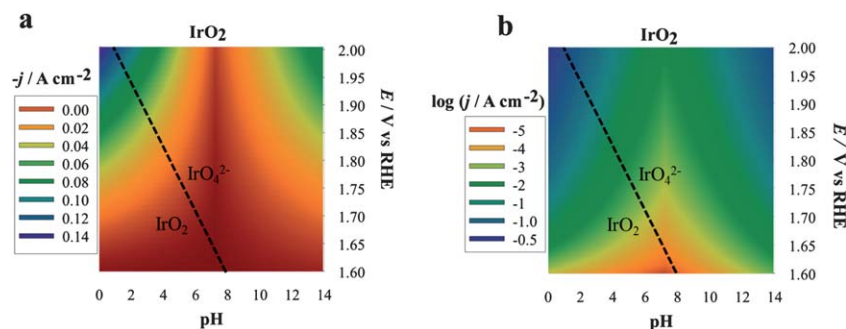 a
IrO2
-j / A cm-2
0.00
0.02
0.04
0.06
0.08
0.10
0.12
0.14
IrO4 2-
IrO2
2.00
1.95
1.90
1.85
1.80
1.75
1.70
1.65
1.60
E / V vs RHE
0 2 4 6 8 10 12 14
pH
b
IrO2
log (j / A cm-2)
-5
-4
-3
-2
-1
-1.0
-0.5
IrO4 2-
IrO2
2.00
1.95
1.90
1.85
1.80
1.75
1.70
1.65
1.60
E / V vs RHE
0 2 4 6 8 10 12 14
pH